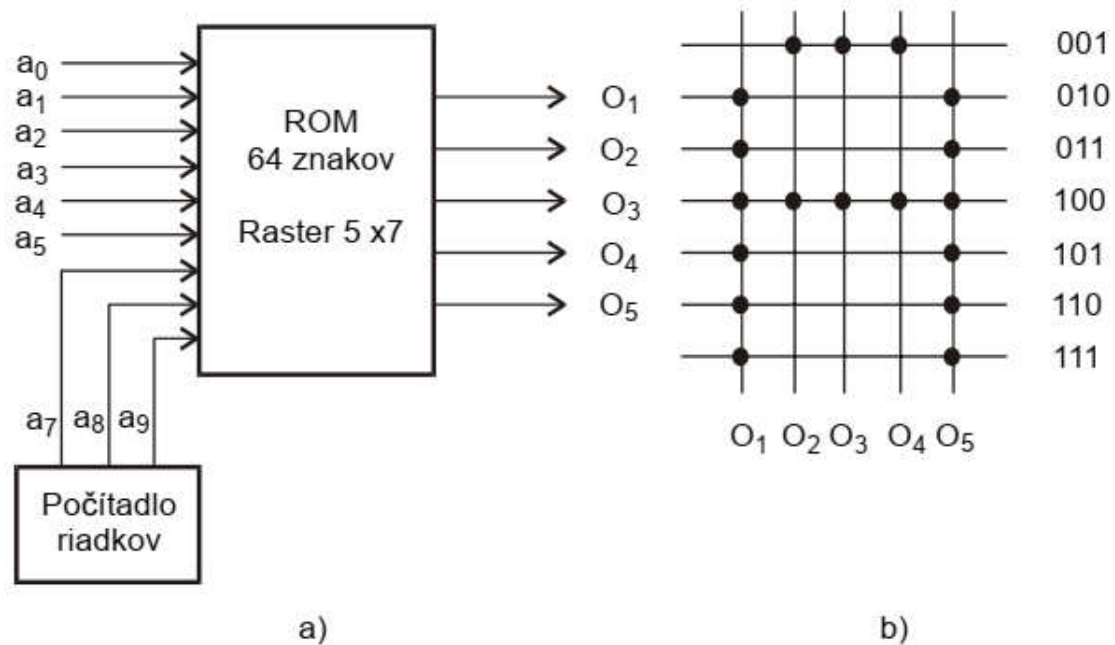 a0
a1
a2
a3
a4
a5
ROM
64 znakov
Raster 5 x7
a7
a8
a9
Počítadlo
riadkov
O1
O2
O3
O4
O5
001
010
011
100
101
110
111
O1 O2 O3 O4 O5
a)
b)